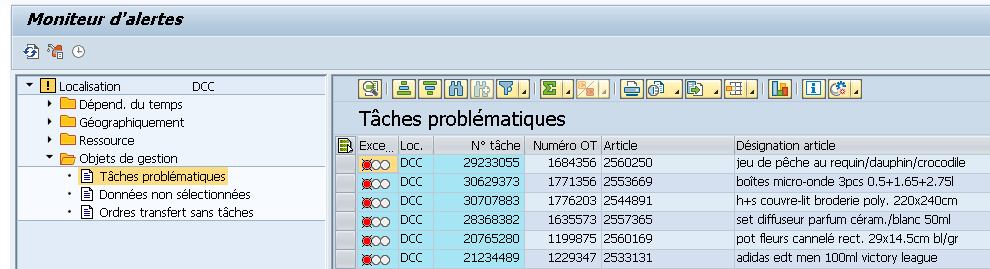 Moniteur d'alertes
Localisation DCC
Dépend. du temps
Géographiquement
Ressource
Objets de gestion
Tâches problématiques
Données non sélectionnées
Ordres transfert sans tâches
Tâches problématiques
Exce... Loc. N° tâche Numéro OT Article Désignation article
DCC 29233055 1684356 2560250 jeu de pêche au requin/dauphin/crocodile
DCC 30629373 1771356 2553669 boîtes micro-onde 3pcs 0.5+1.65+2.75l
DCC 30707883 1776203 2544891 h+s couvre-lit broderie poly. 220x240cm
DCC 28368382 1635573 2557365 set diffuseur parfum céram./blanc 50ml
DCC 20765280 1199875 2560169 pot fleurs cannelé rect. 29x14.5cm bl/gr
DCC 21234489 1229347 2533131 adidas edt men 100ml victory league